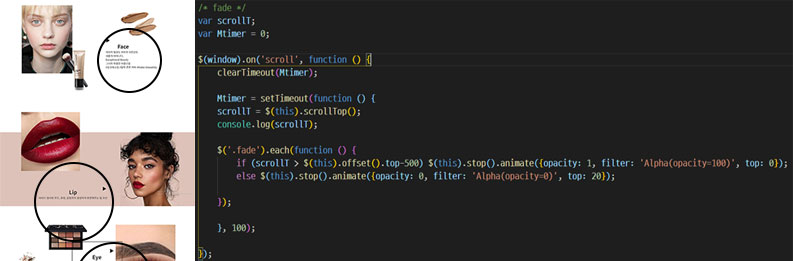 Face
Lip
Eye
/* fade */
var scrollT;
var Mtimer = 0;
$(window).on('scroll', function () {
clearTimeout(Mtimer);
Mtimer = setTimeout(function () {
scrollT = $(this).scrollTop();
console.log(scrollT);
$('.fade').each(function () {
if (scrollT > $(this).offset().top-500) $(this).stop().animate({opacity: 1, filter: 'Alpha(opacity=100)', top: 0});
else $(this).stop().animate({opacity: 0, filter: 'Alpha(opacity=0)', top: 20});
});
}, 100);
});